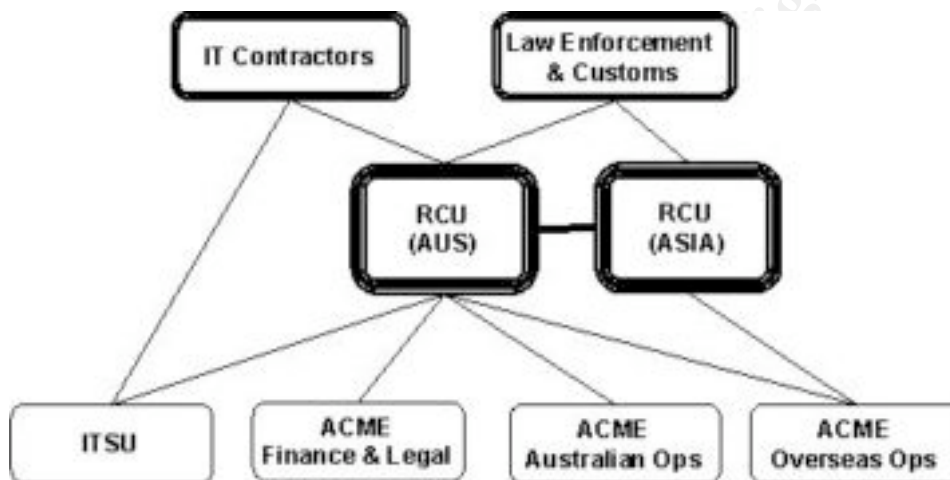 IT Contractors
Law Enforcement
& Customs
RCU
(AUS)
RCU
(ASIA)
ITSU
ACME
Finance & Legal
ACME
Australian Ops
ACME
Overseas Ops